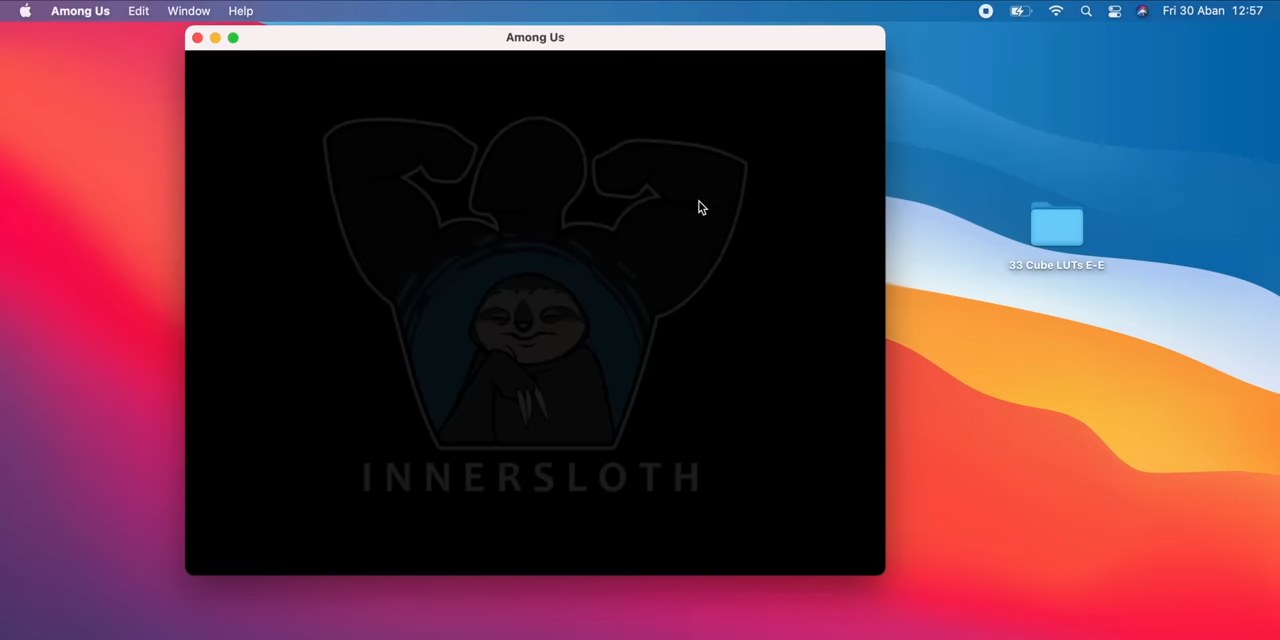 Among Us Edit Window Help Fri 30 Aban 12:57
Among Us
33 Cube LUTs E-E
INNERSLOTH